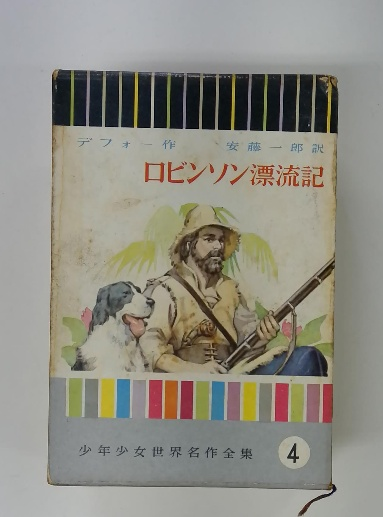 デフォー作 安藤一郎訳
ロビンソン漂流記
少年少女世界名作全集 4